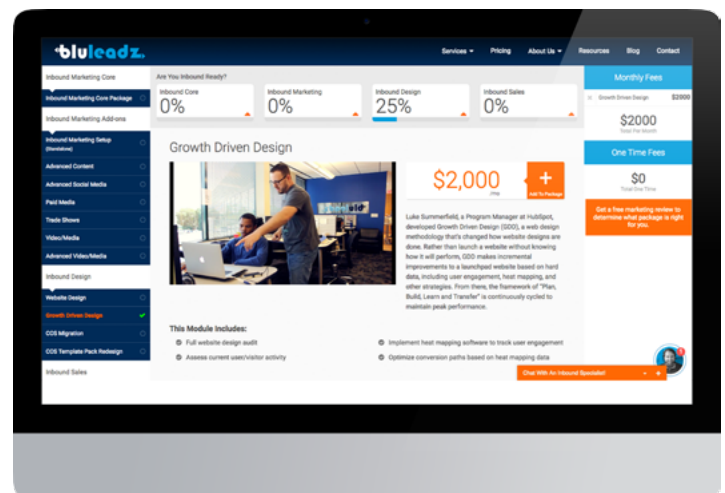 bluleadz
Services
Pricing
About Us
Resources
Blog
Contact
Inbound Marketing Core
Inbound Marketing Core Package
Inbound Marketing Add-ons
Inbound Marketing Setup
(Standalone)
Advanced Content
Advanced Social Media
Paid Media
Trade Shows
Video/Media
Advanced Video/Media
Inbound Design
Website Design
Growth Driven Design
COS Migration
COS Template Pack Redesign
Inbound Sales
Are You Inbound Ready?
Inbound Core
0%
Inbound Marketing
0%
Inbound Design
25%
Inbound Sales
0%
Growth Driven Design
$2,000
/mo
+
Add To Package
Luke Summerfield, a Program Manager at HubSpot,
developed Growth Driven Design (GDD), a web design
methodology that's changed how website designs are
done. Rather than launch a website without knowing
how it will perform, GDD makes incremental
improvements to a launchpad website based on hard
data, including user engagement, heat mapping, and
other strategies. From there, the framework of "Plan,
Build, Learn and Transfer" is continuously cycled to
maintain peak performance.
This Module Includes:
Full website design audit
Implement heat mapping software to track user engagement
Assess current user/visitor activity
Optimize conversion paths based on heat mapping data
Monthly Fees
Growth Driven Design $2000
$2000
Total Per Month
One Time Fees
$0
Total One Time
Get a free marketing review to
determine what package is right
for you.
Chat With An Inbound Specialist!